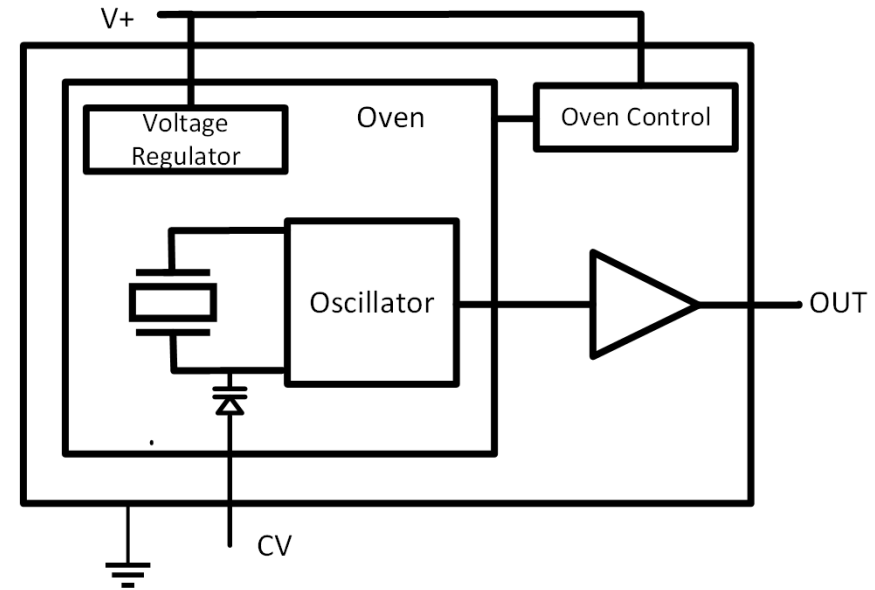 V+
Voltage
Regulator
Oven
Oven Control
Oscillator
OUT
CV